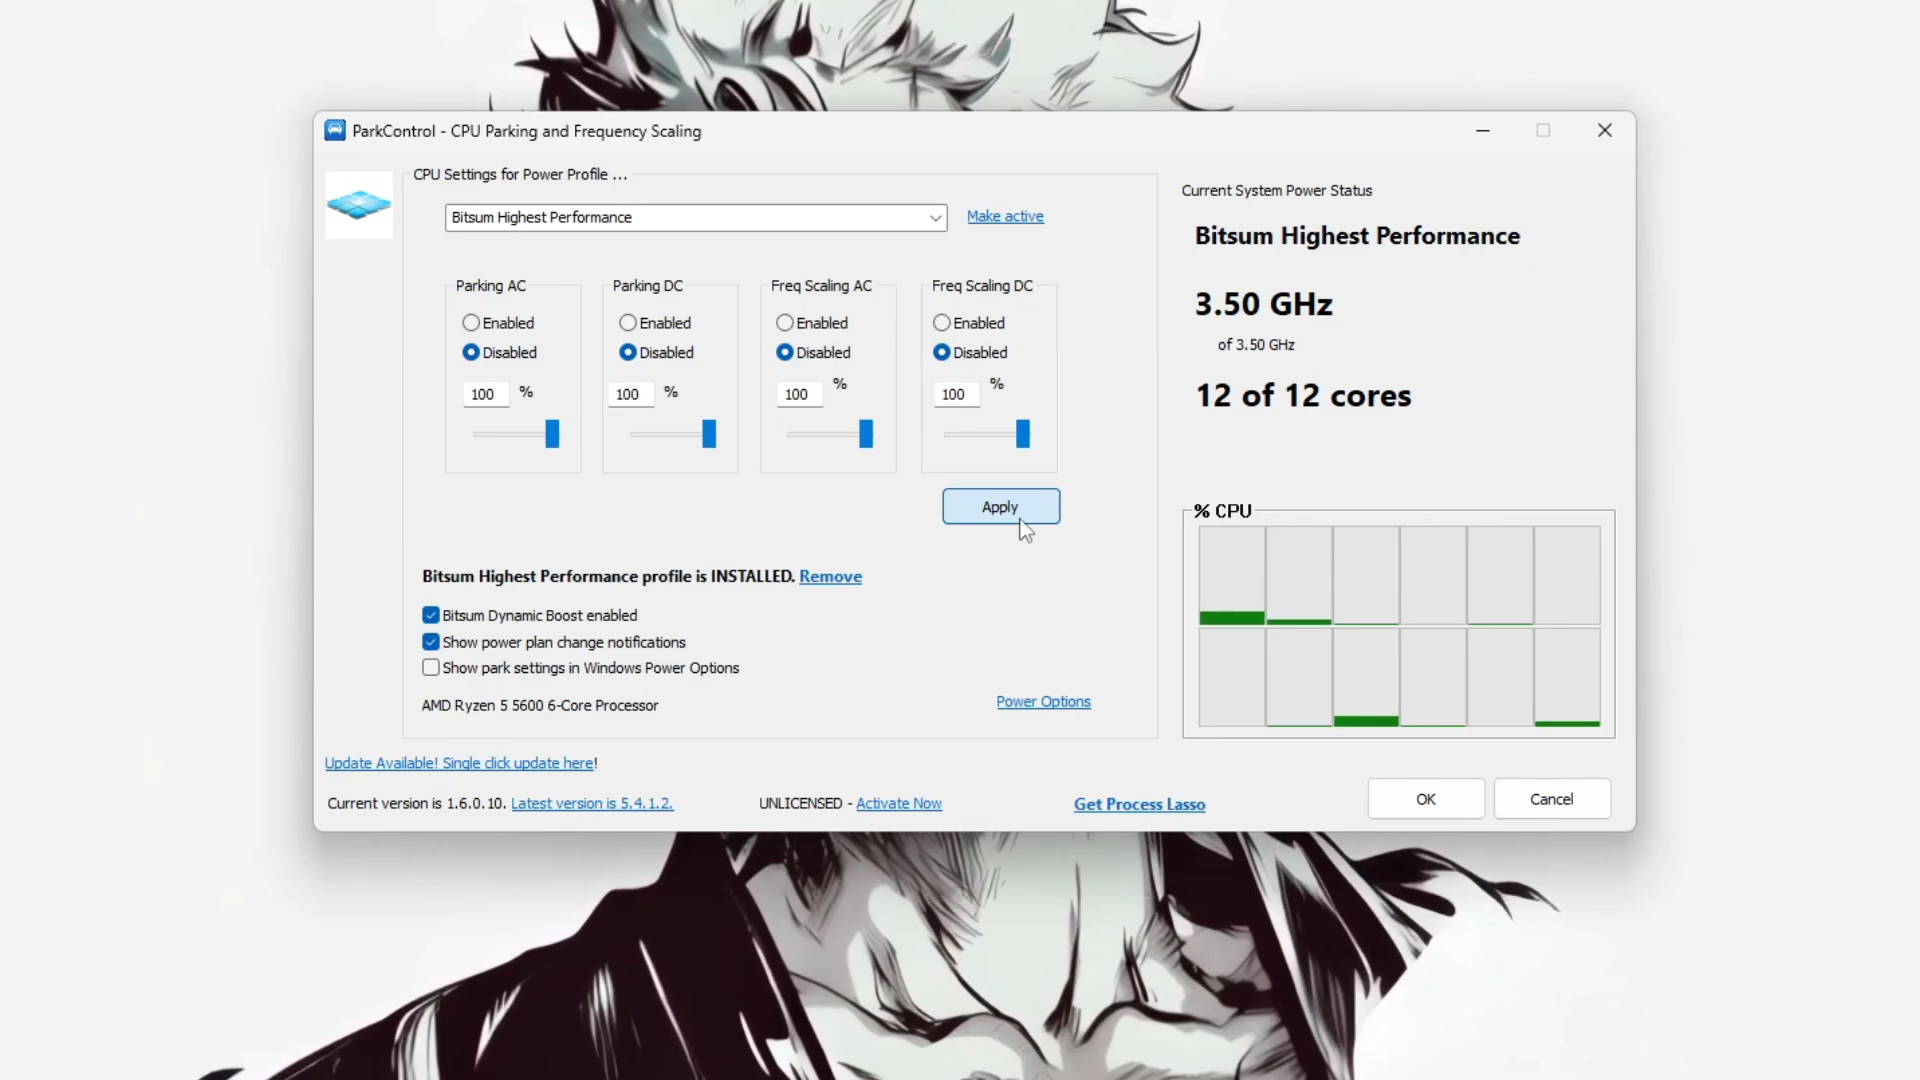 ParkControl - CPU Parking and Frequency Scaling
CPU Settings for Power Profile ...
Bitsum Highest Performance
Make active
Parking AC
Enabled
Disabled
100 %
Parking DC
Enabled
Disabled
100 %
Freq Scaling AC
Enabled
Disabled
100 %
Freq Scaling DC
Enabled
Disabled
100 %
Apply
Bitsum Highest Performance profile is INSTALLED. Remove
Bitsum Dynamic Boost enabled
Show power plan change notifications
Show park settings in Windows Power Options
AMD Ryzen 5 5600 6-Core Processor
Power Options
Current System Power Status
Bitsum Highest Performance
3.50 GHz
of 3.50 GHz
12 of 12 cores
% CPU
Update Available! Single click update here!
Current version is 1.6.0.10. Latest version is 5.4.1.2.
UNLICENSED - Activate Now
Get Process Lasso
OK
Cancel